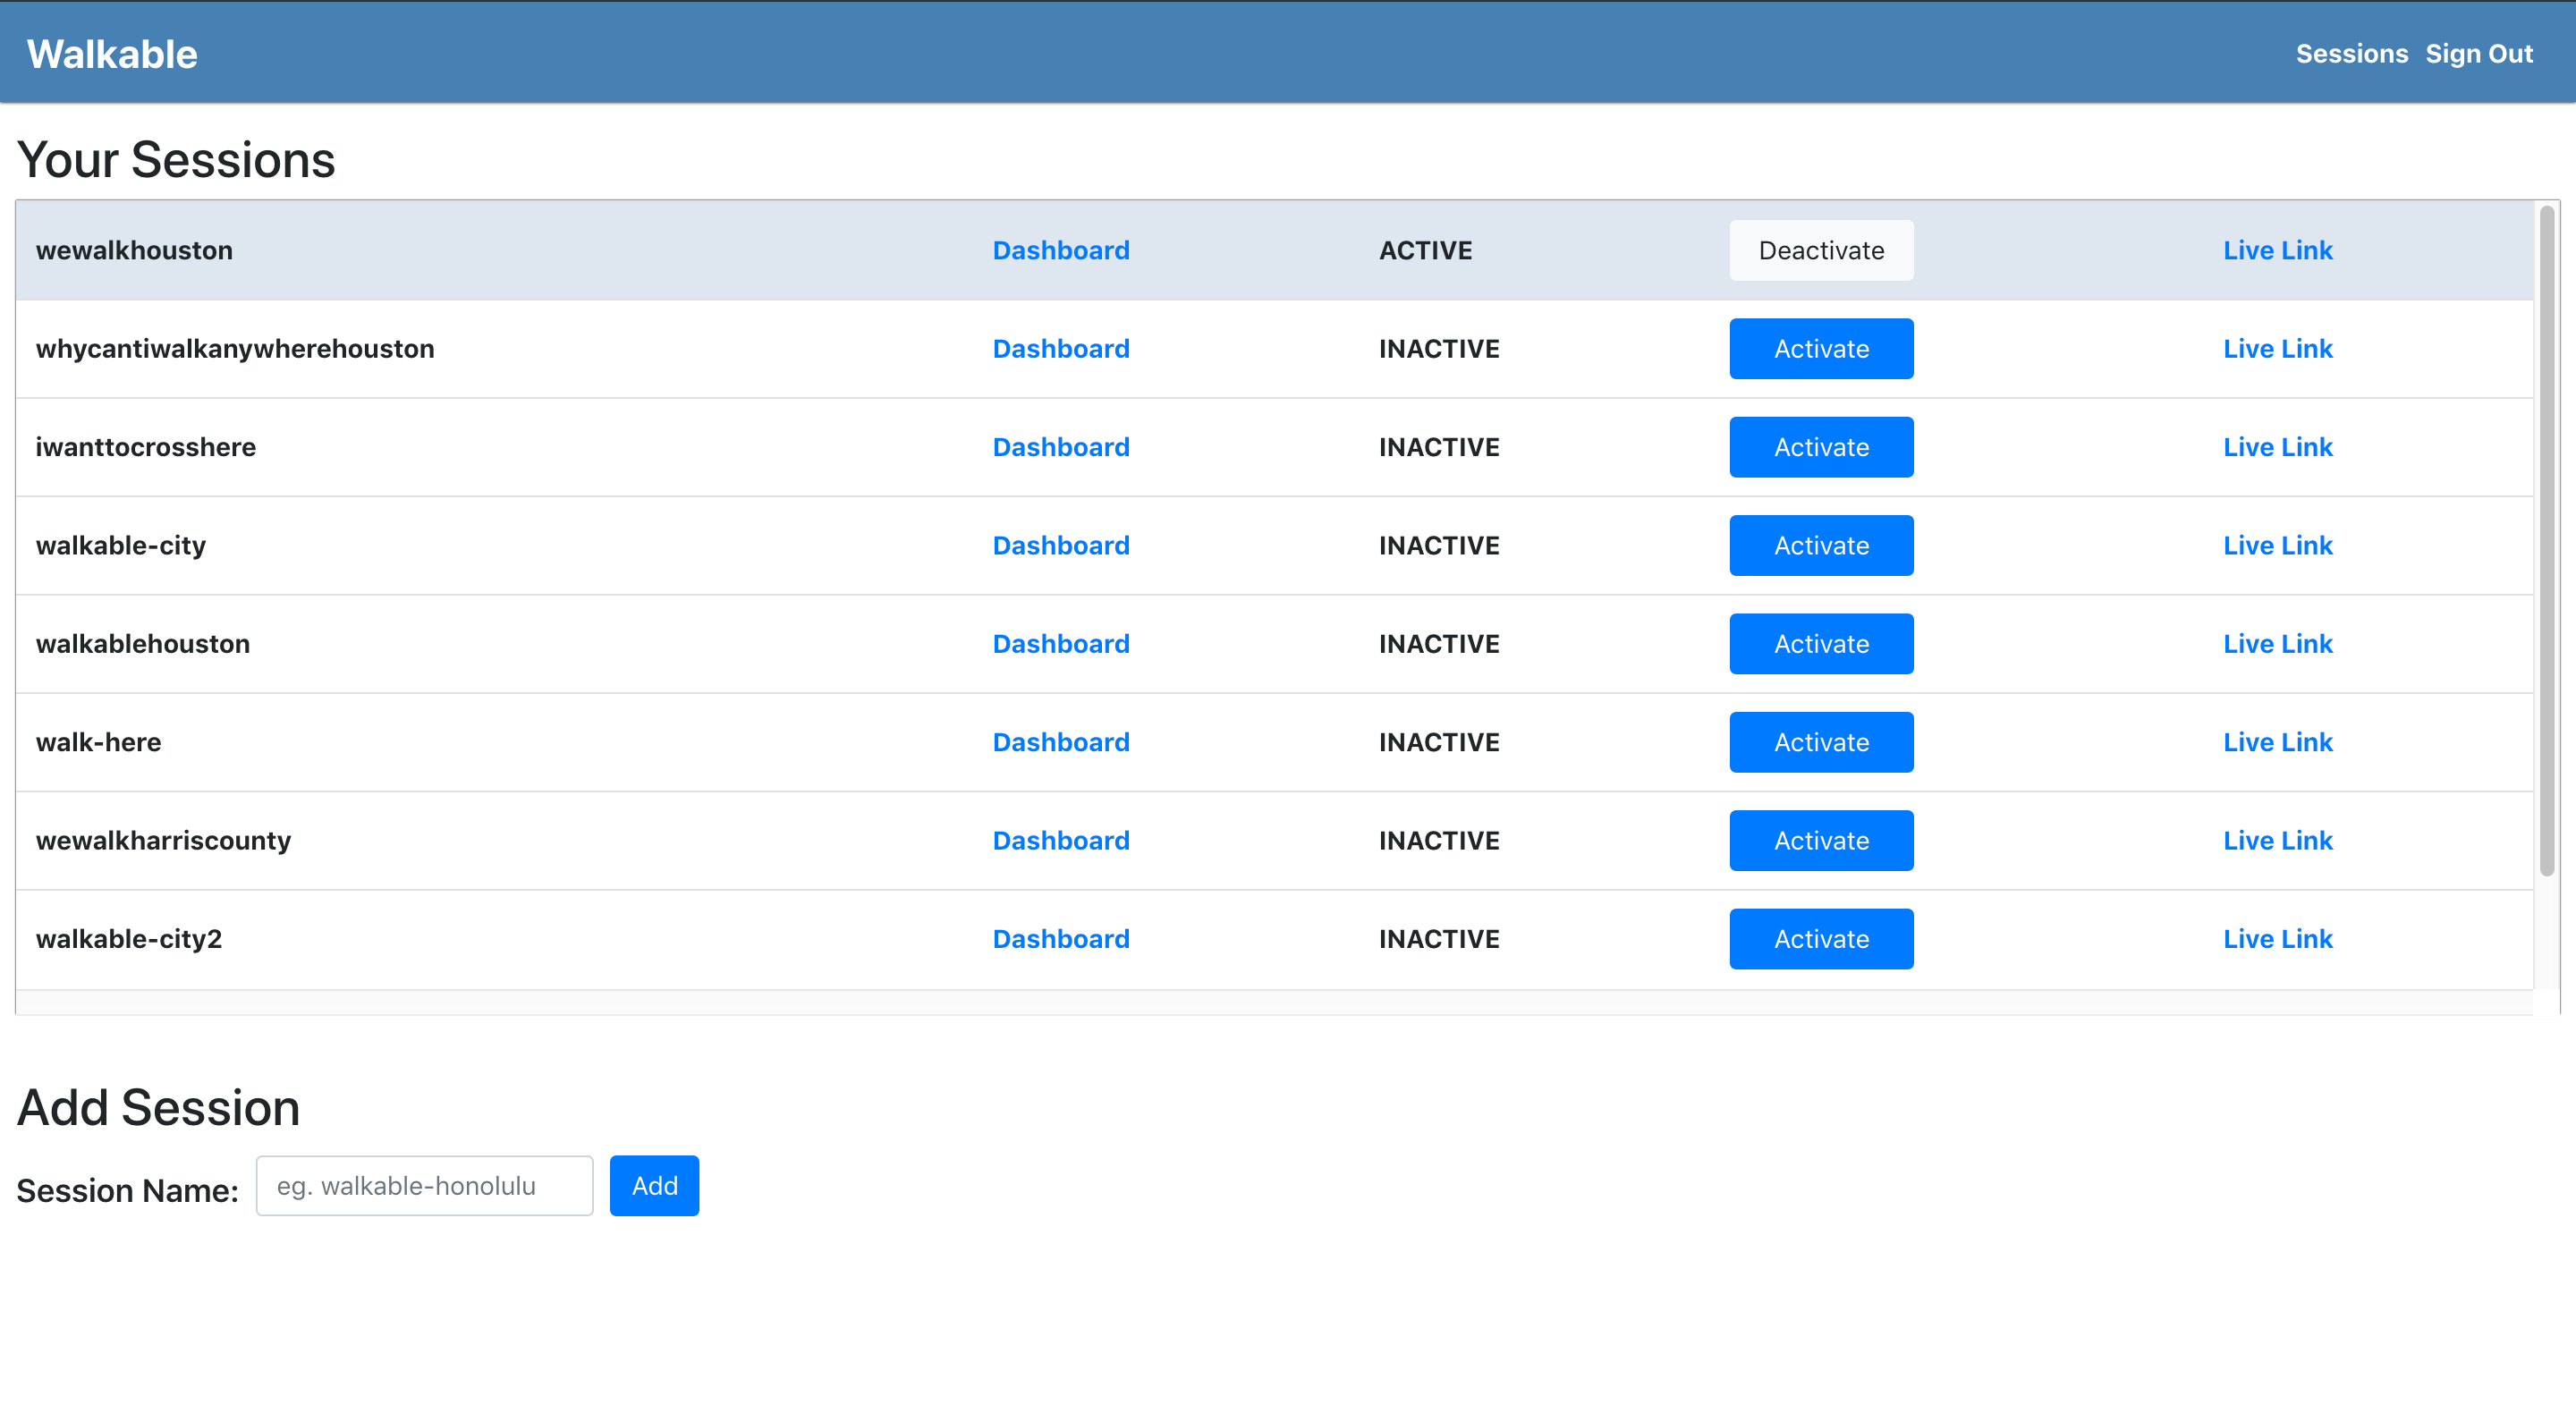 Walkable Sessions Sign Out
Your Sessions
wewalkhouston Dashboard ACTIVE Deactivate Live Link
whycantiwalkanywherehouston Dashboard INACTIVE Activate Live Link
iwanttocrosshere Dashboard INACTIVE Activate Live Link
walkable-city Dashboard INACTIVE Activate Live Link
walkablehouston Dashboard INACTIVE Activate Live Link
walk-here Dashboard INACTIVE Activate Live Link
wewalkharriscounty Dashboard INACTIVE Activate Live Link
walkable-city2 Dashboard INACTIVE Activate Live Link
Add Session
Session Name: eg. walkable-honolulu Add